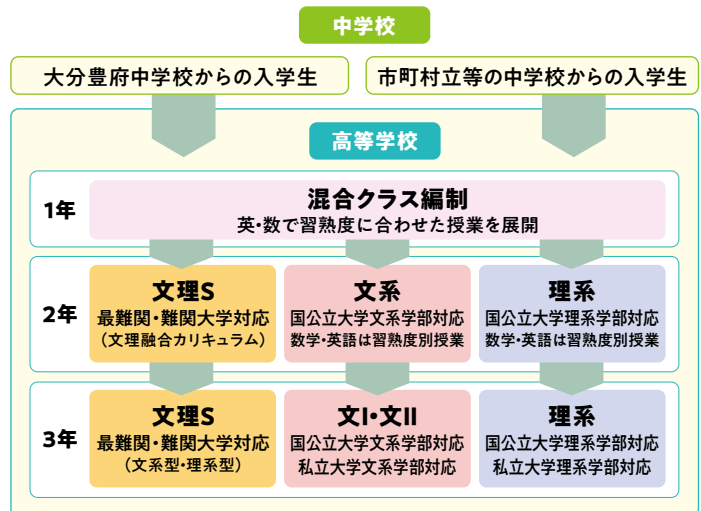 中学校
大分豊府中学校からの入学生
市町村立等の中学校からの入学生
高等学校
1年
混合クラス編制
英・数で習熟度に合わせた授業を展開
2年
文理S
最難関・難関大学対応
（文理融合カリキュラム）
文系
国公立大学文系学部対応
数学・英語は習熟度別授業
理系
国公立大学理系学部対応
数学・英語は習熟度別授業
3年
文理S
最難関・難関大学対応
（文系型・理系型）
文I・文II
国公立大学文系学部対応
私立大学文系学部対応
理系
国公立大学理系学部対応
私立大学理系学部対応